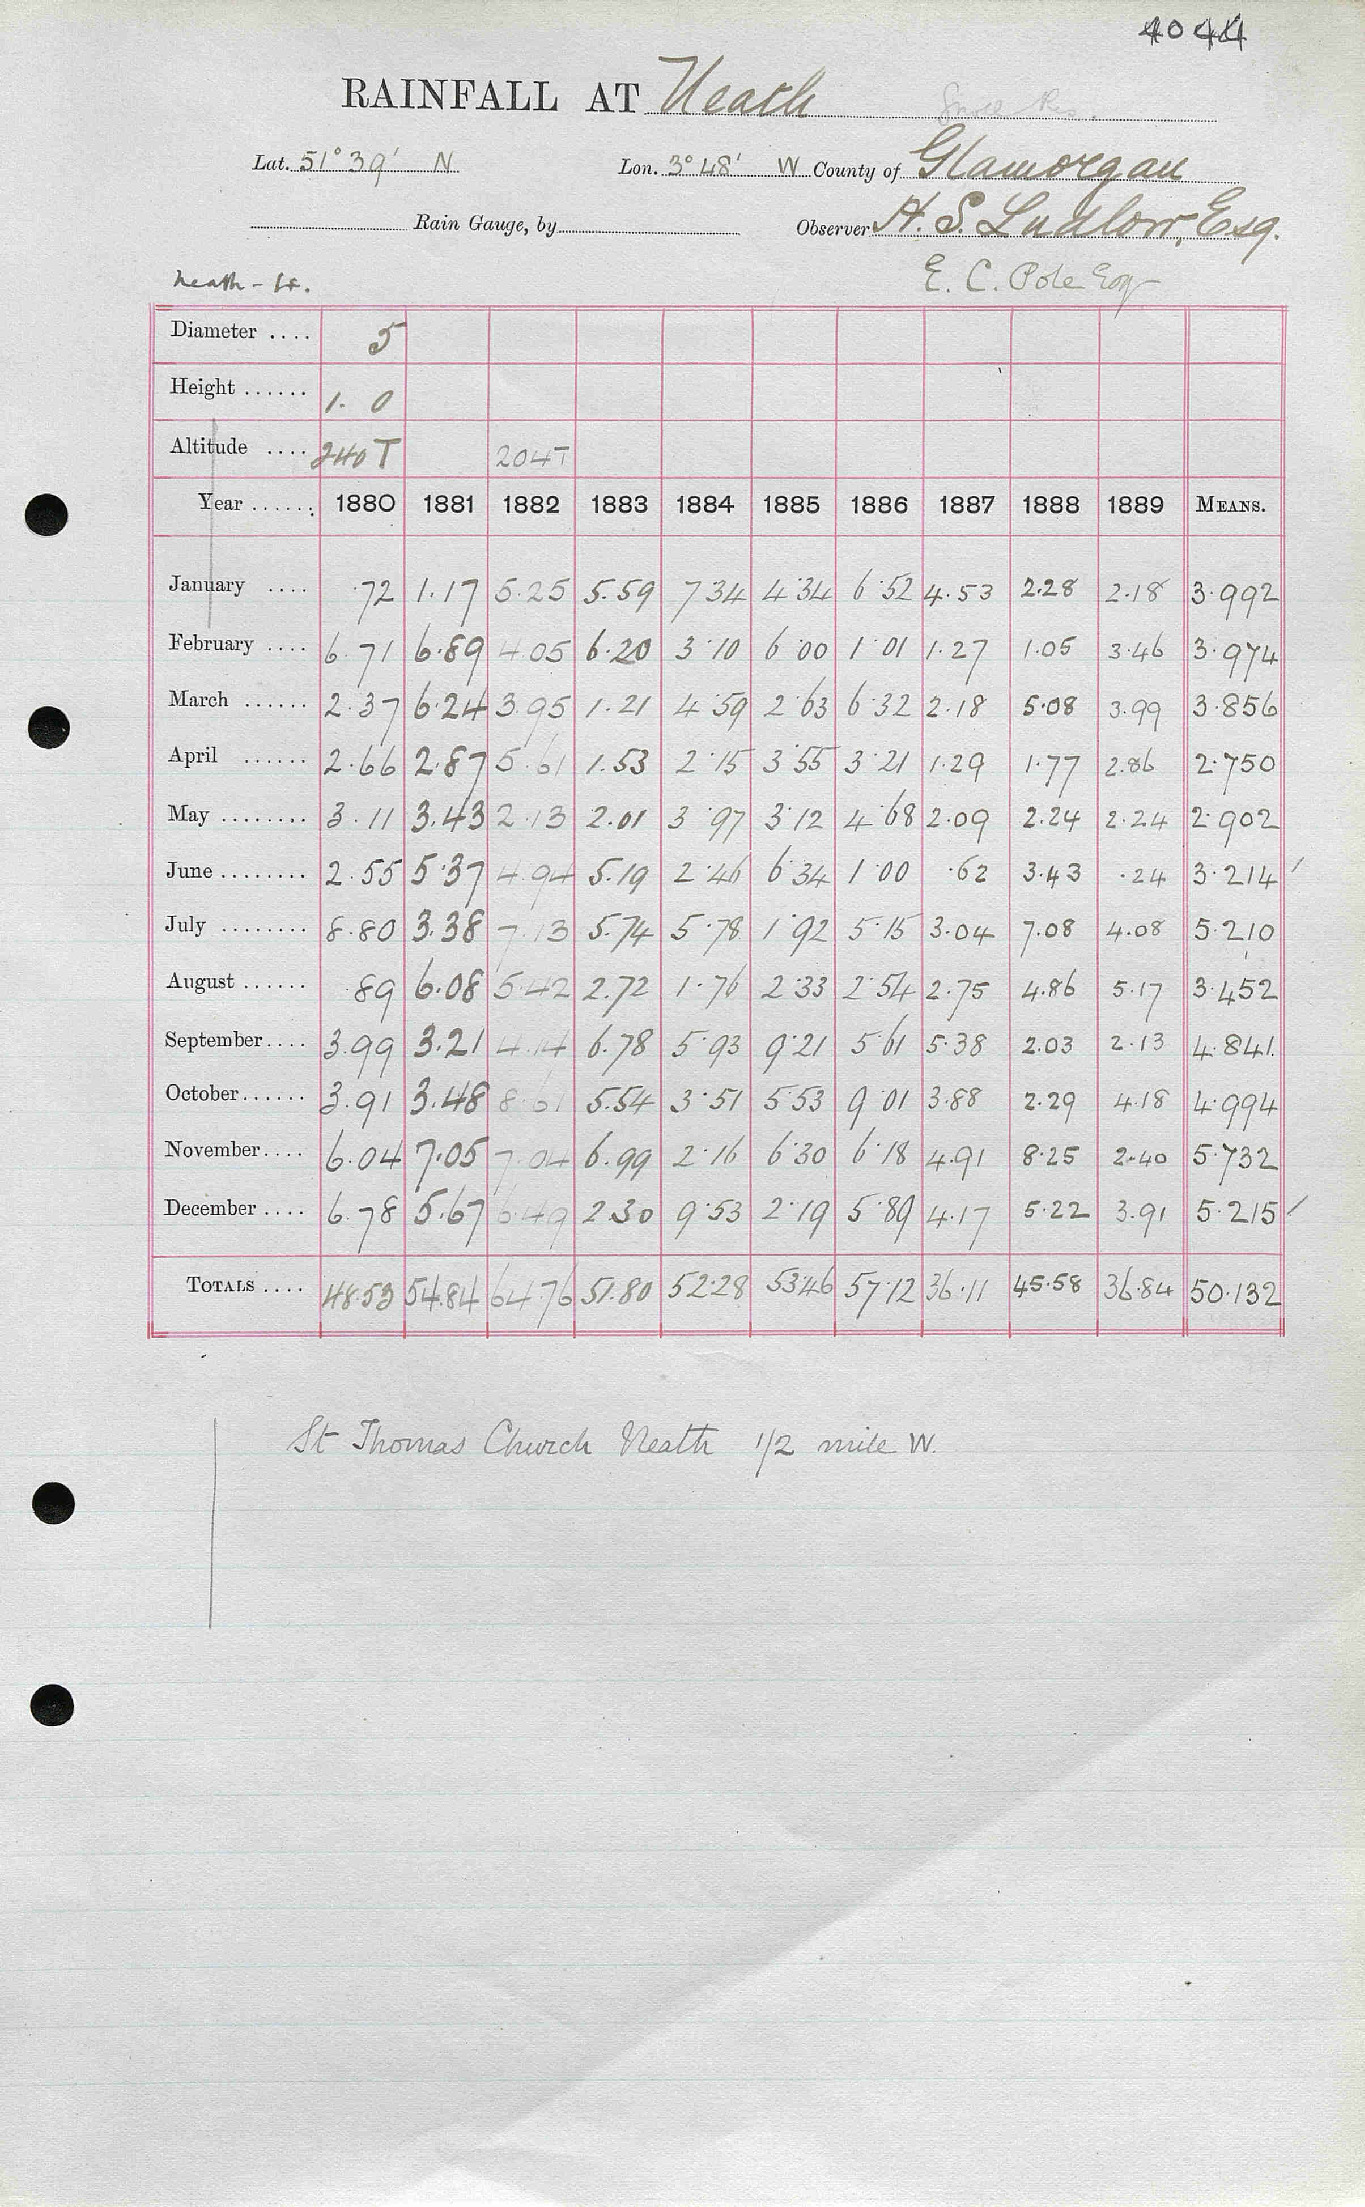 4044
RAINFALL AT Neath Gnoll Res.
Lat. 51° 39' N Lon. 3° 48' W County of Glamorgan
Rain Gauge, by Observer H. S. Ludlow, Esq.
Neath - E. C. Pole Esq
Diameter .... 5
Height ...... 1. 0
Altitude .... 240 T 204T
Year ...... 1880 1881 1882 1883 1884 1885 1886 1887 1888 1889 MEANS.
January .... .72 1.17 5.25 5.59 7.34 4.34 6.52 4.53 2.28 2.18 3.992
February .... 6.71 6.89 4.05 6.20 3.10 6.00 1.01 1.27 1.05 3.46 3.974
March ...... 2.37 6.24 3.95 1.21 4.59 2.63 6.32 2.18 5.08 3.99 3.856
April ...... 2.66 2.87 5.61 1.53 2.15 3.55 3.21 1.29 1.77 2.86 2.750
May ........ 3.11 3.43 2.13 2.01 3.97 3.12 4.68 2.09 2.24 2.24 2.902
June ........ 2.55 5.37 4.94 5.19 2.46 6.34 1.00 .62 3.43 .24 3.214
July ........ 8.80 3.38 7.13 5.74 5.78 1.92 5.15 3.04 7.08 4.08 5.210
August ...... .89 6.08 5.42 2.72 1.76 2.33 2.54 2.75 4.86 5.17 3.452
September .... 3.99 3.21 4.14 6.78 5.93 9.21 5.61 5.38 2.03 2.13 4.841
October ...... 3.91 3.48 8.61 5.54 3.51 5.53 9.01 3.88 2.29 4.18 4.994
November .... 6.04 7.05 7.04 6.99 2.16 6.30 6.18 4.91 8.25 2.40 5.732
December .... 6.78 5.67 6.49 2.30 9.53 2.19 5.89 4.17 5.22 3.91 5.215
TOTALS .... 48.53 54.84 64.76 51.80 52.28 53.46 57.12 36.11 45.58 36.84 50.132
St Thomas Church Neath 1/2 mile W.